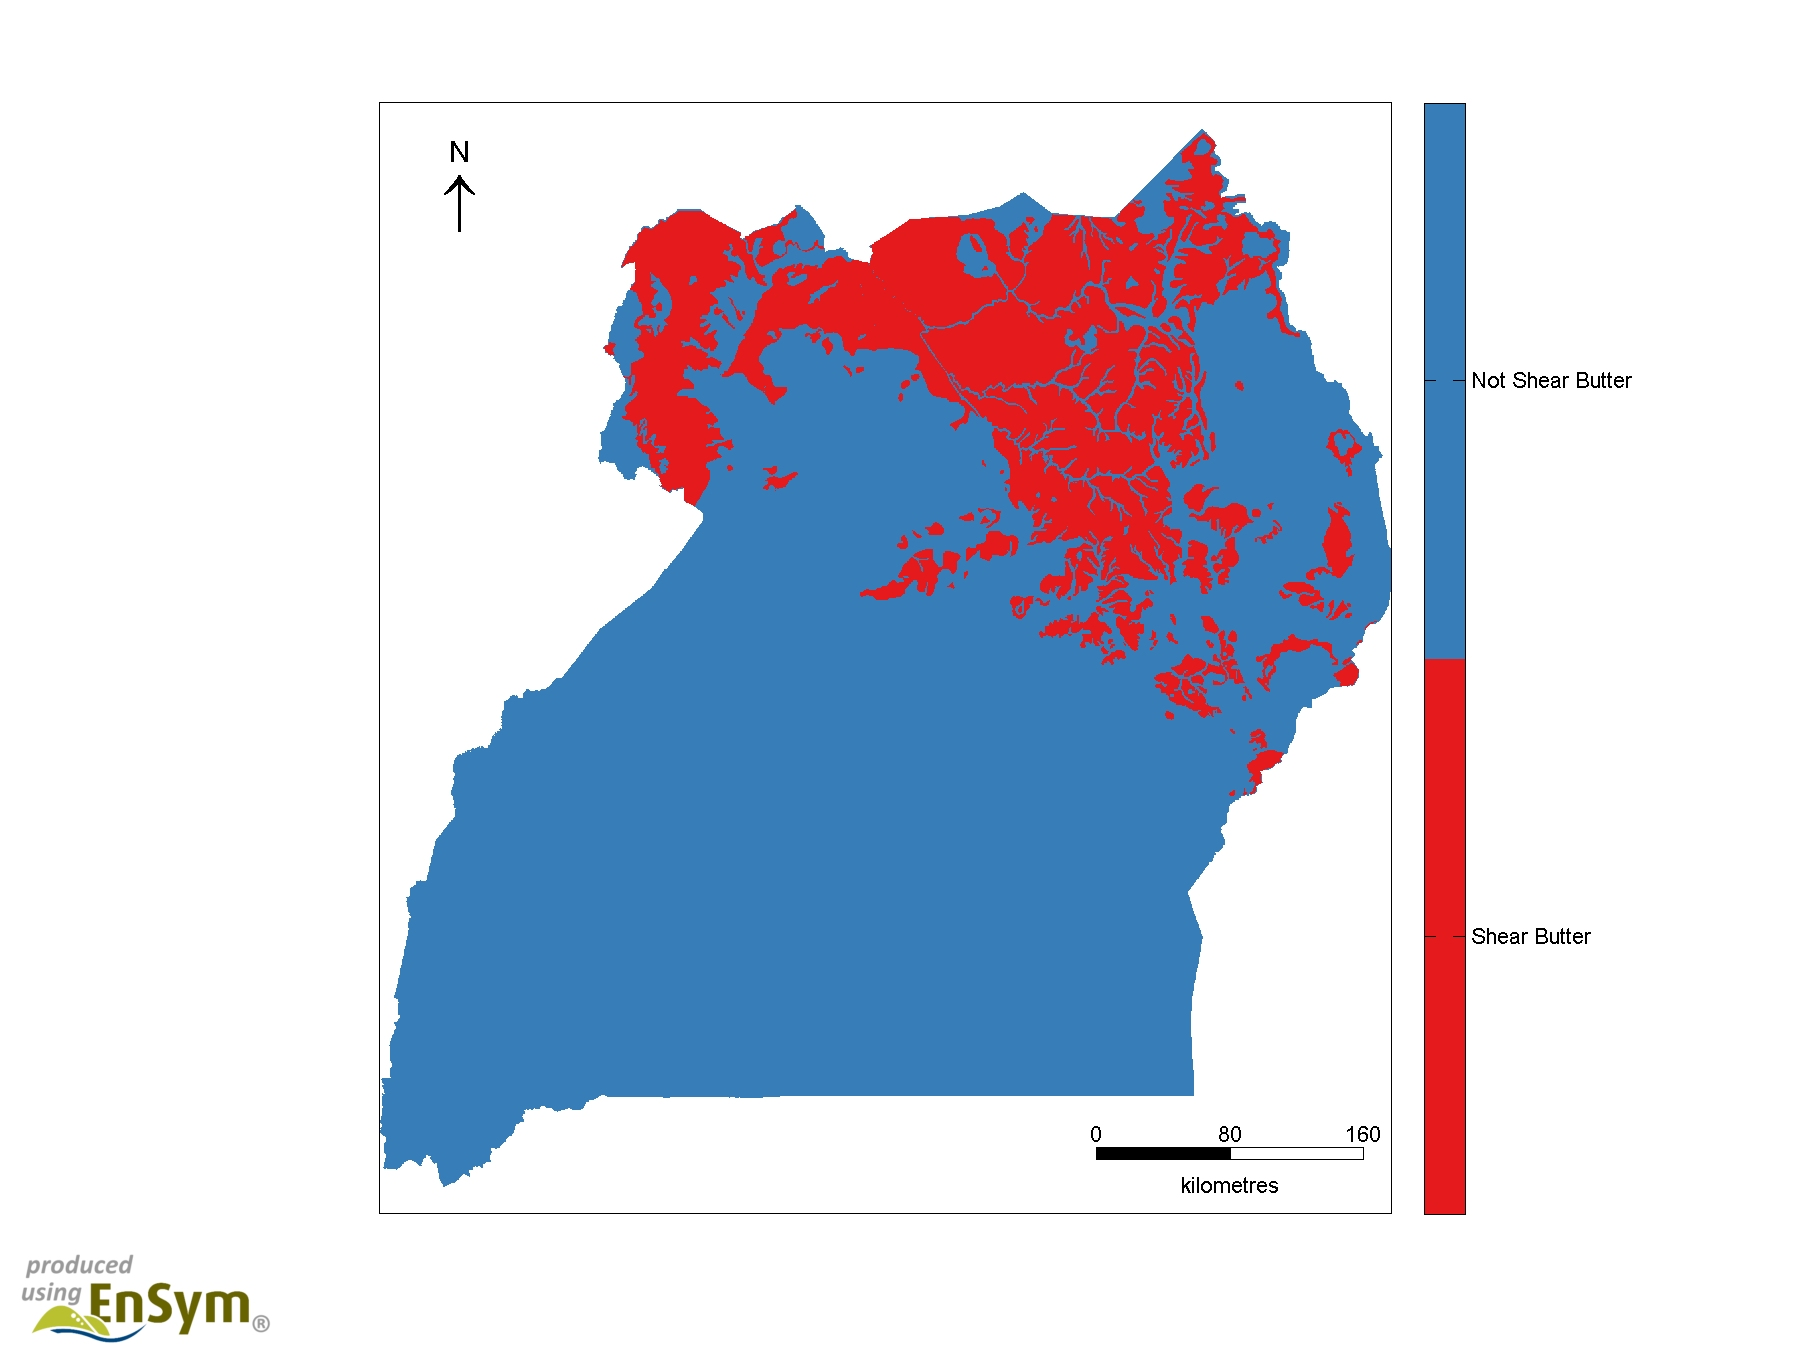 N
Not Shear Butter
Shear Butter
0 80 160
kilometres
produced
using EnSym®